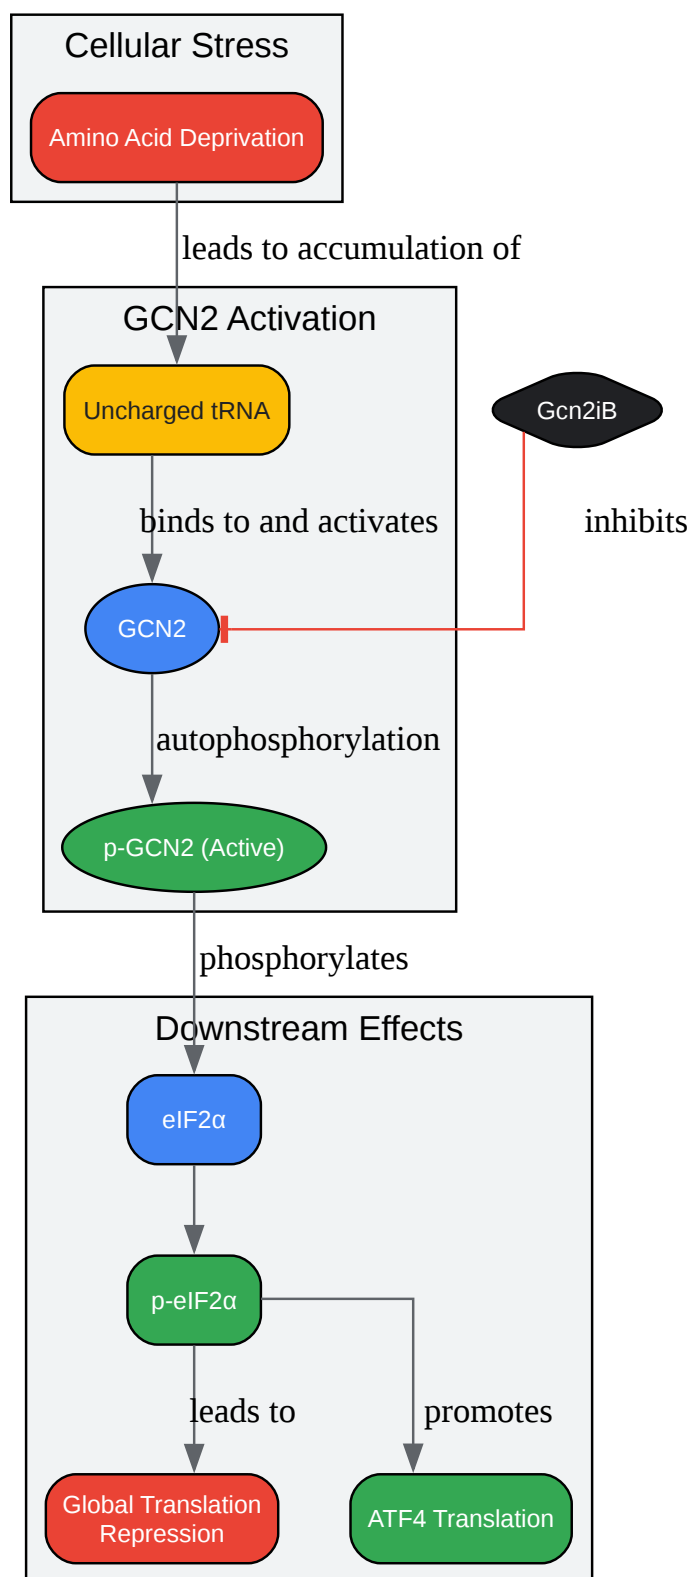 Cellular Stress
Amino Acid Deprivation
leads to accumulation of
GCN2 Activation
Uncharged tRNA
Gcn2iB
binds to and activates
inhibits
GCN2
autophosphorylation
p-GCN2 (Active)
phosphorylates
Downstream Effects
eIF2α
p-eIF2α
leads to
promotes
Global Translation
Repression
ATF4 Translation